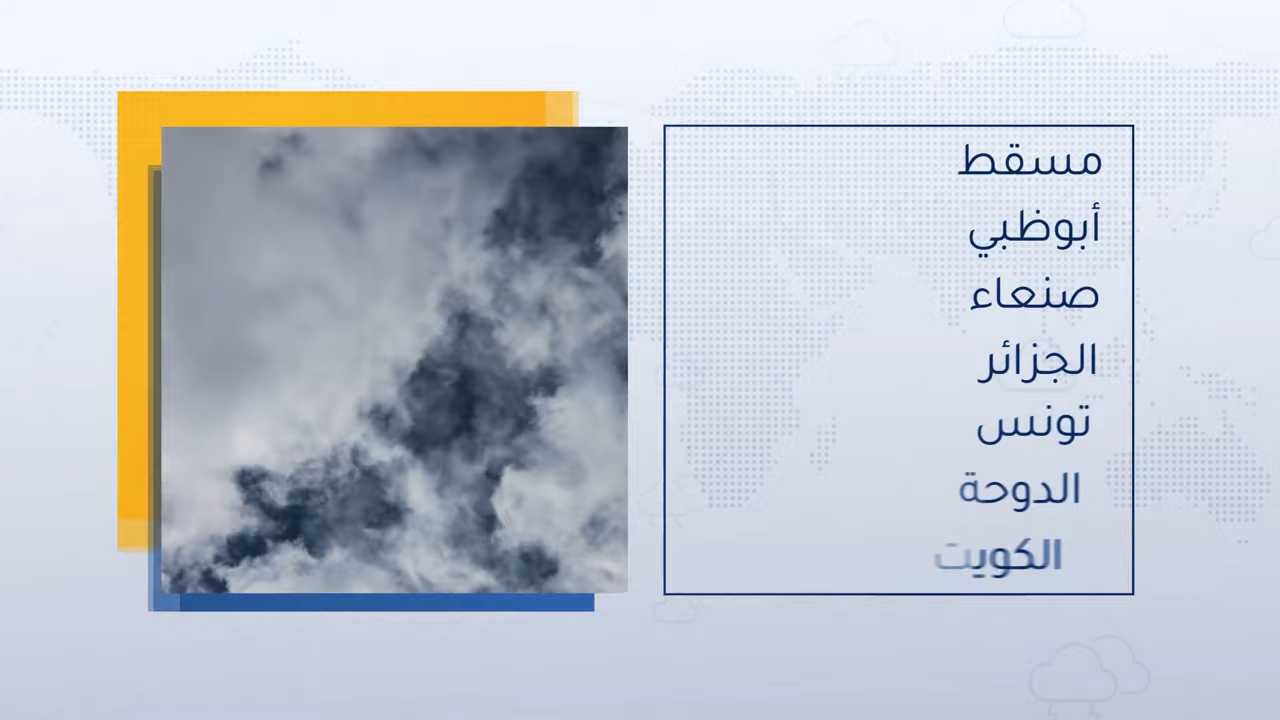 مسقط
أبوظبي
صنعاء
الجزائر
تونس
الدوحة
الكويت